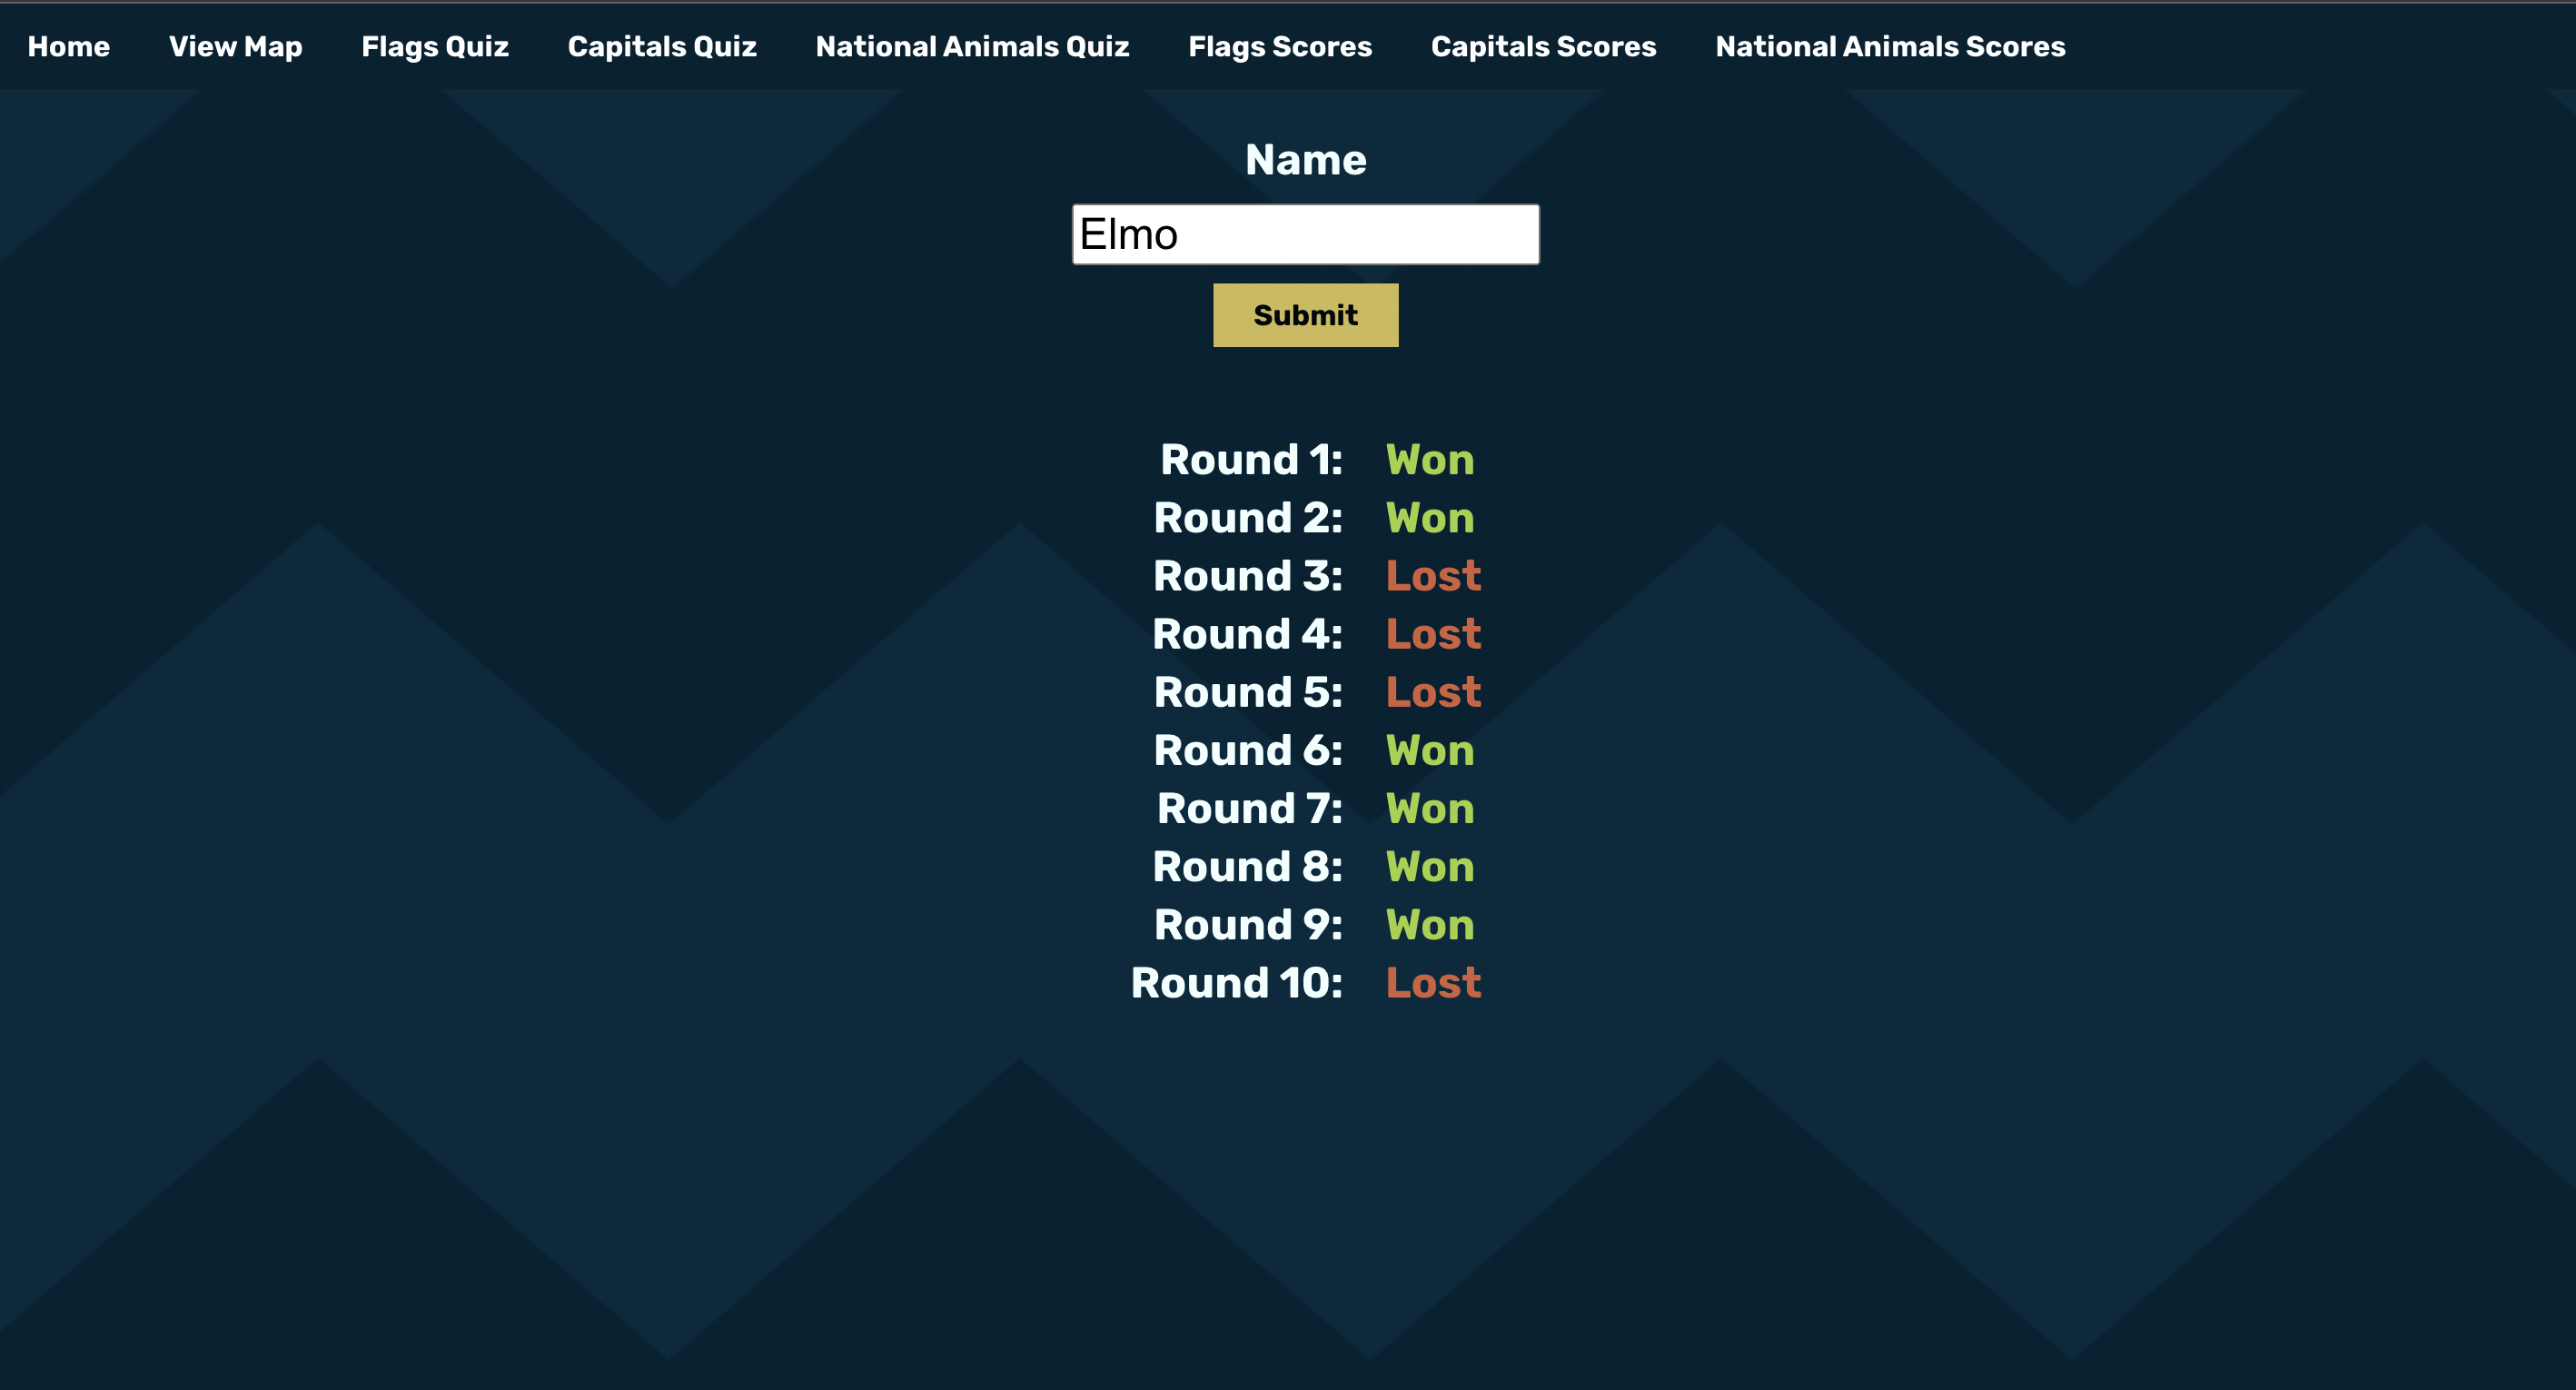 Home View Map Flags Quiz Capitals Quiz National Animals Quiz Flags Scores Capitals Scores National Animals Scores
Name
Elmo
Submit
Round 1: Won
Round 2: Won
Round 3: Lost
Round 4: Lost
Round 5: Lost
Round 6: Won
Round 7: Won
Round 8: Won
Round 9: Won
Round 10: Lost